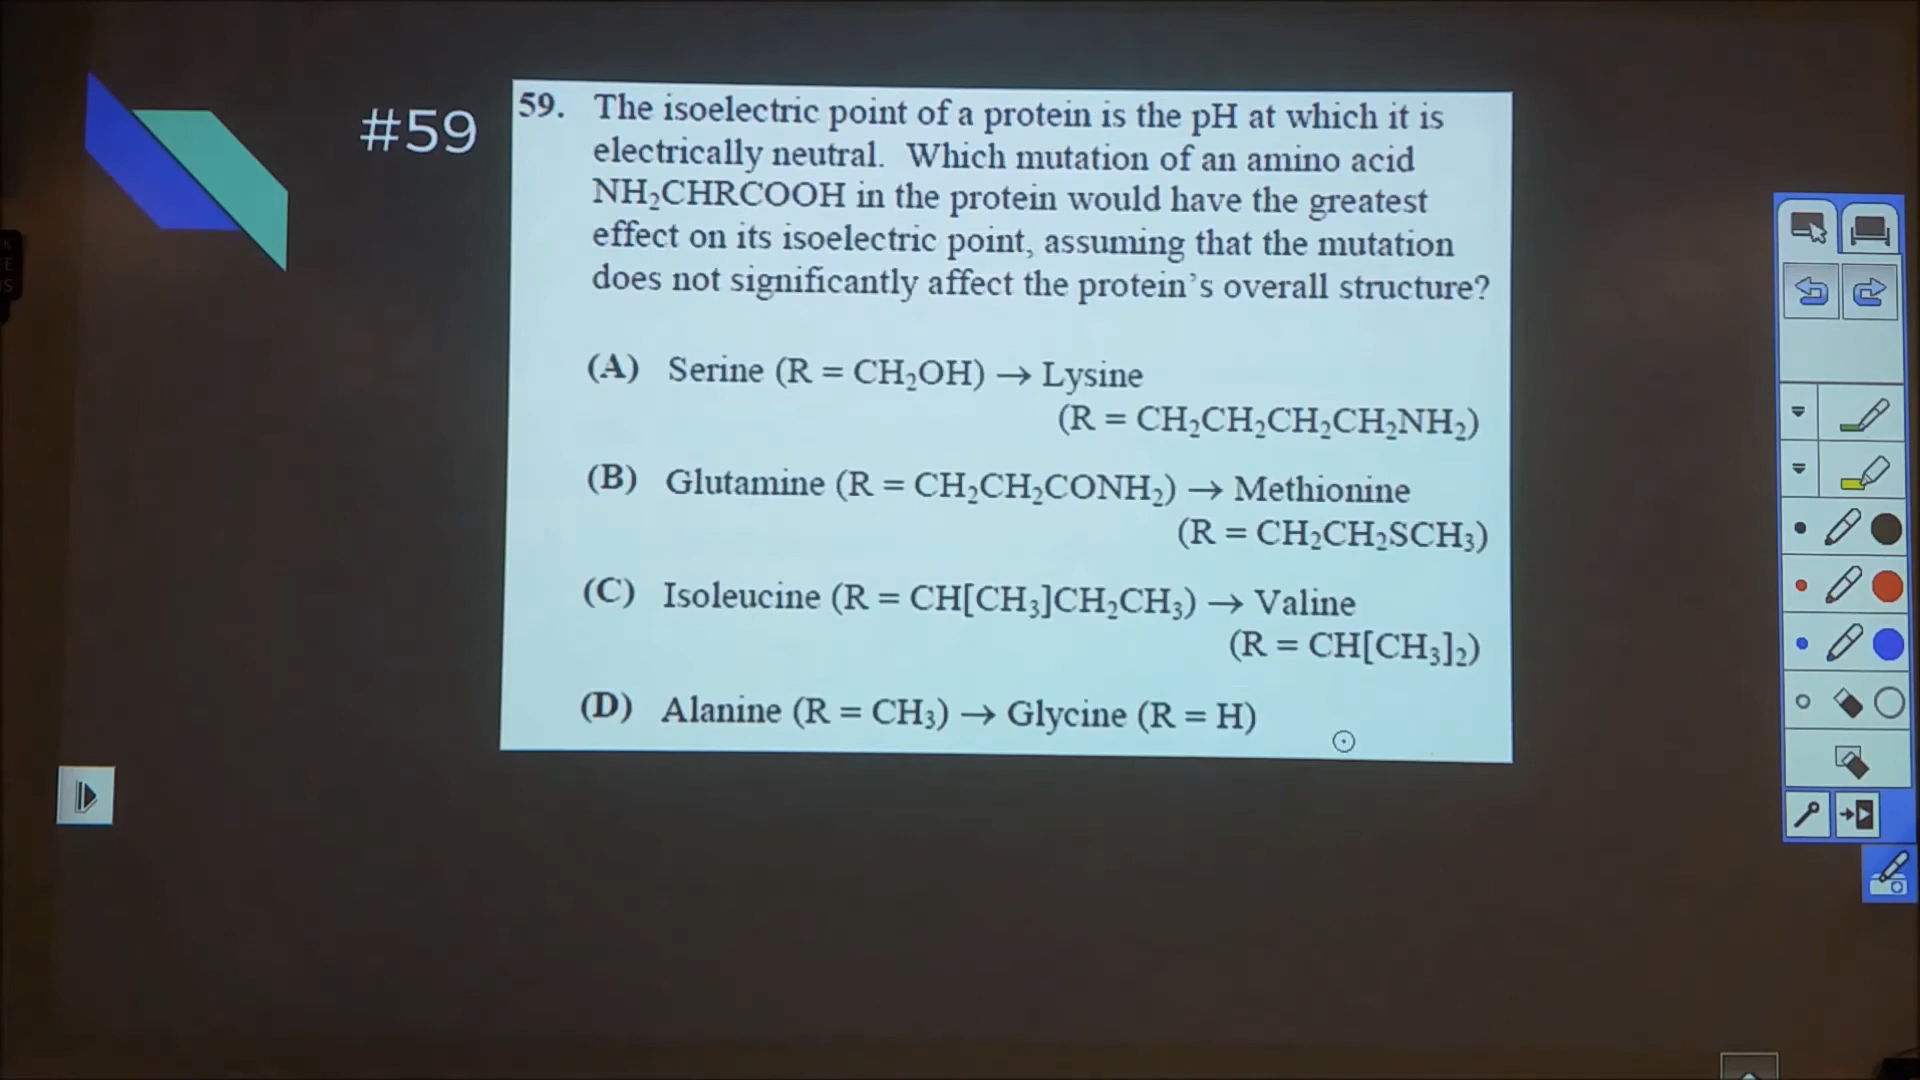 #59
59. The isoelectric point of a protein is the pH at which it is
electrically neutral. Which mutation of an amino acid
NH₂CHRCOOH in the protein would have the greatest
effect on its isoelectric point, assuming that the mutation
does not significantly affect the protein's overall structure?
(A) Serine (R = CH₂OH) → Lysine
(R = CH₂CH₂CH₂CH₂NH₂)
(B) Glutamine (R = CH₂CH₂CONH₂) → Methionine
(R = CH₂CH₂SCH₃)
(C) Isoleucine (R = CH[CH₃]CH₂CH₃) → Valine
(R = CH[CH₃]₂)
(D) Alanine (R = CH₃) → Glycine (R = H)